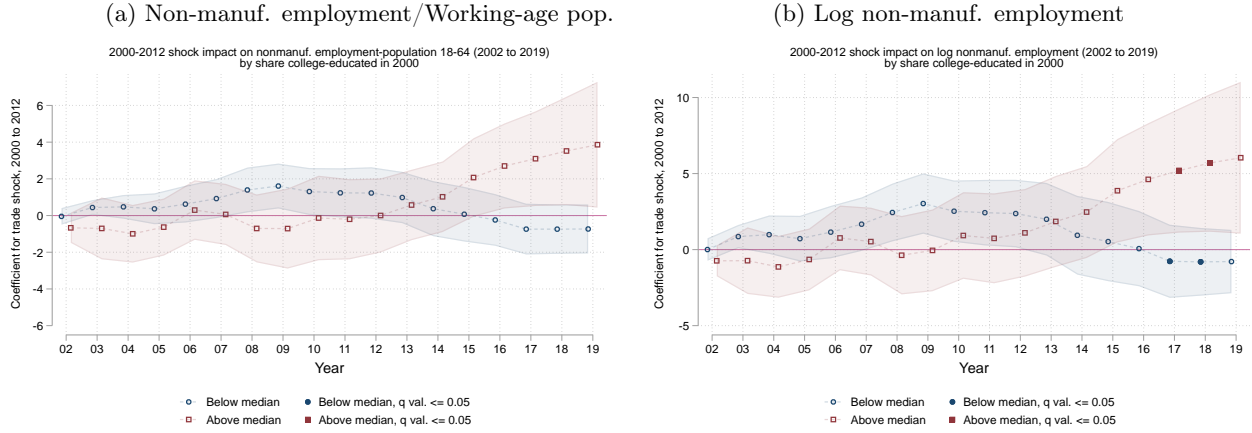 (a) Non-manuf. employment/Working-age pop.
2000-2012 shock impact on nonmanuf. employment-population 18-64 (2002 to 2019)
by share college-educated in 2000
Coefficient for trade shock, 2000 to 2012
6
4
2
0
-2
-4
-6
02 03 04 05 06 07 08 09 10 11 12 13 14 15 16 17 18 19
Year
Below median Below median, q val. <= 0.05
Above median Above median, q val. <= 0.05
(b) Log non-manuf. employment
2000-2012 shock impact on log nonmanuf. employment (2002 to 2019)
by share college-educated in 2000
Coefficient for trade shock, 2000 to 2012
10
5
0
-5
02 03 04 05 06 07 08 09 10 11 12 13 14 15 16 17 18 19
Year
Below median Below median, q val. <= 0.05
Above median Above median, q val. <= 0.05